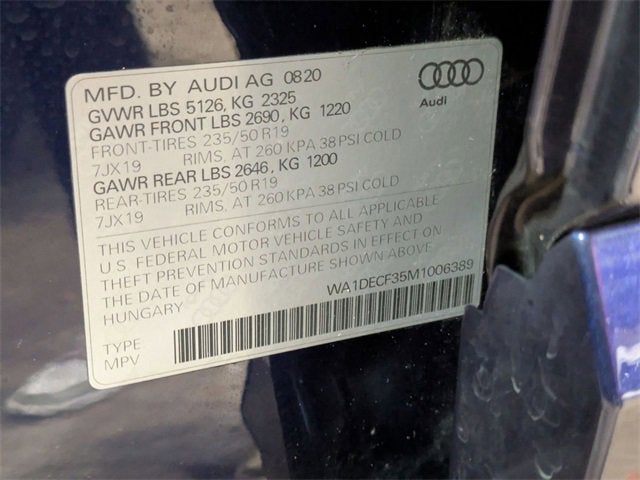 MFD. BY AUDI AG 0820
GVWR LBS 5126, KG 2325
GAWR FRONT LBS 2690, KG 1220
FRONT-TIRES 235/50 R19
7JX19 RIMS, AT 260 KPA 38 PSI COLD
GAWR REAR LBS 2646, KG 1200
REAR-TIRES 235/50 R19
7JX19 RIMS, AT 260 KPA 38 PSI COLD
THIS VEHICLE CONFORMS TO ALL APPLICABLE
U.S. FEDERAL MOTOR VEHICLE SAFETY AND
THEFT PREVENTION STANDARDS IN EFFECT ON
THE DATE OF MANUFACTURE SHOWN ABOVE.
HUNGARY
WA1DECF35M1006389
TYPE
MPV
Audi